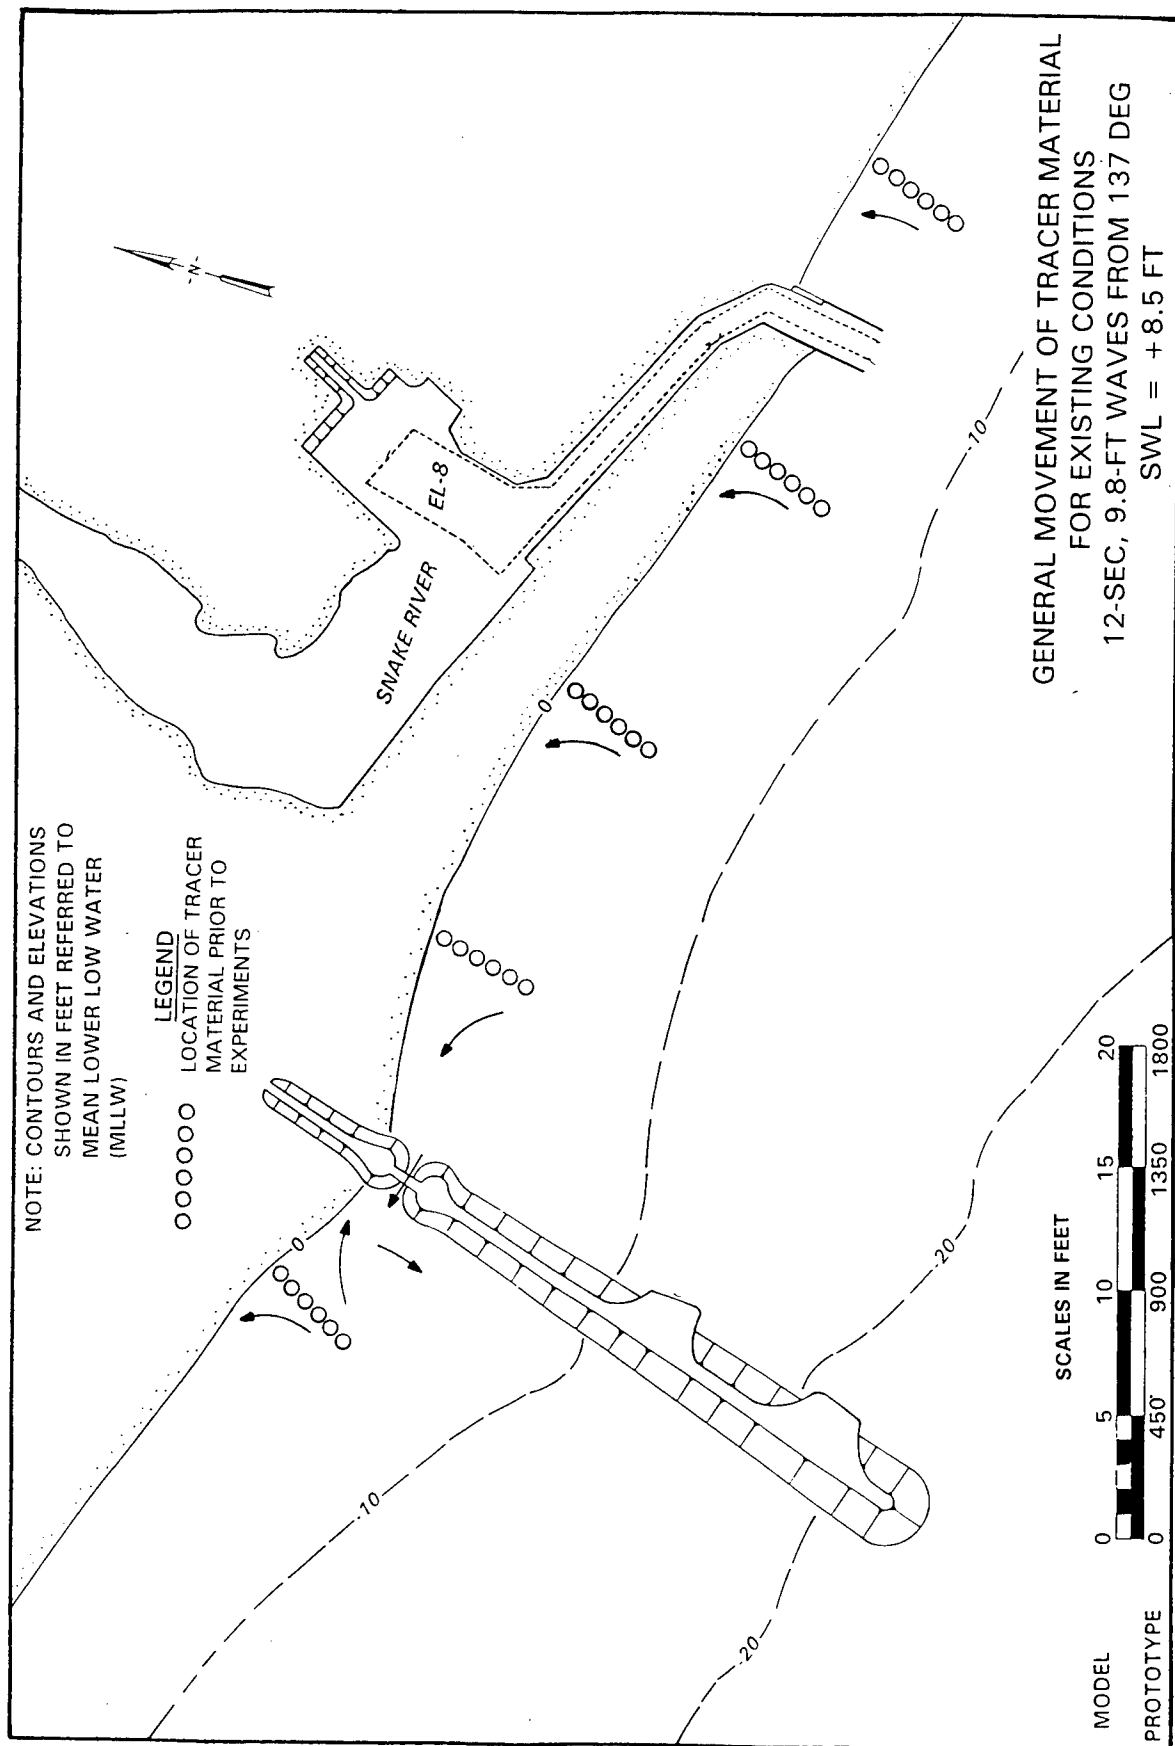 NOTE: CONTOURS AND ELEVATIONS
SHOWN IN FEET REFERRED TO
MEAN LOWER LOW WATER
(MLLW)
LEGEND
LOCATION OF TRACER
MATERIAL PRIOR TO
EXPERIMENTS
-N-
SNAKE RIVER
EL-8
0
0
-10
-10
-20
-20
SCALES IN FEET
MODEL 0 5 10 15 20
PROTOTYPE 0 450 900 1350 1800
GENERAL MOVEMENT OF TRACER MATERIAL
FOR EXISTING CONDITIONS
12-SEC, 9.8-FT WAVES FROM 137 DEG
SWL = +8.5 FT